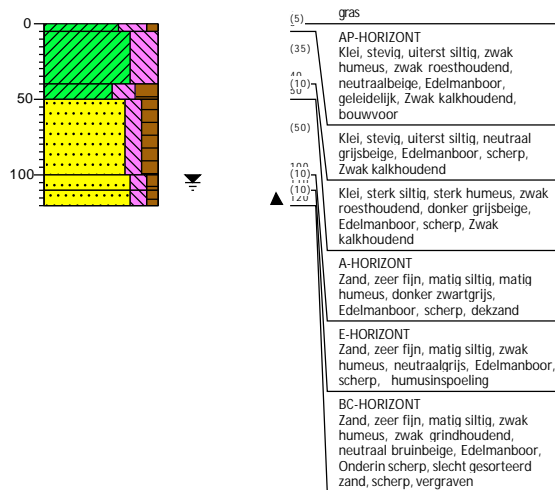 0
50
100
(5)
(35)
(10)
50
(50)
100
(10)
(10)
120
gras
AP-HORIZONT
Klei, stevig, uiterst siltig, zwak
humeus, zwak roesthoudend,
neutraalbeige, Edelmanboor,
geleidelijk, Zwak kalkhoudend,
bouwvoor
Klei, stevig, uiterst siltig, neutraal
grijsbeige, Edelmanboor, scherp,
Zwak kalkhoudend
Klei, sterk siltig, sterk humeus, zwak
roesthoudend, donker grijsbeige,
Edelmanboor, scherp, Zwak
kalkhoudend
A-HORIZONT
Zand, zeer fijn, matig siltig, matig
humeus, donker zwartgrijs,
Edelmanboor, scherp, dekzand
E-HORIZONT
Zand, zeer fijn, matig siltig, zwak
humeus, neutraalgrijs, Edelmanboor,
scherp, humusinspoeling
BC-HORIZONT
Zand, zeer fijn, matig siltig, zwak
humeus, zwak grindhoudend,
neutraal bruinbeige, Edelmanboor,
Onderin scherp, slecht gesorteerd
zand, scherp, vergraven